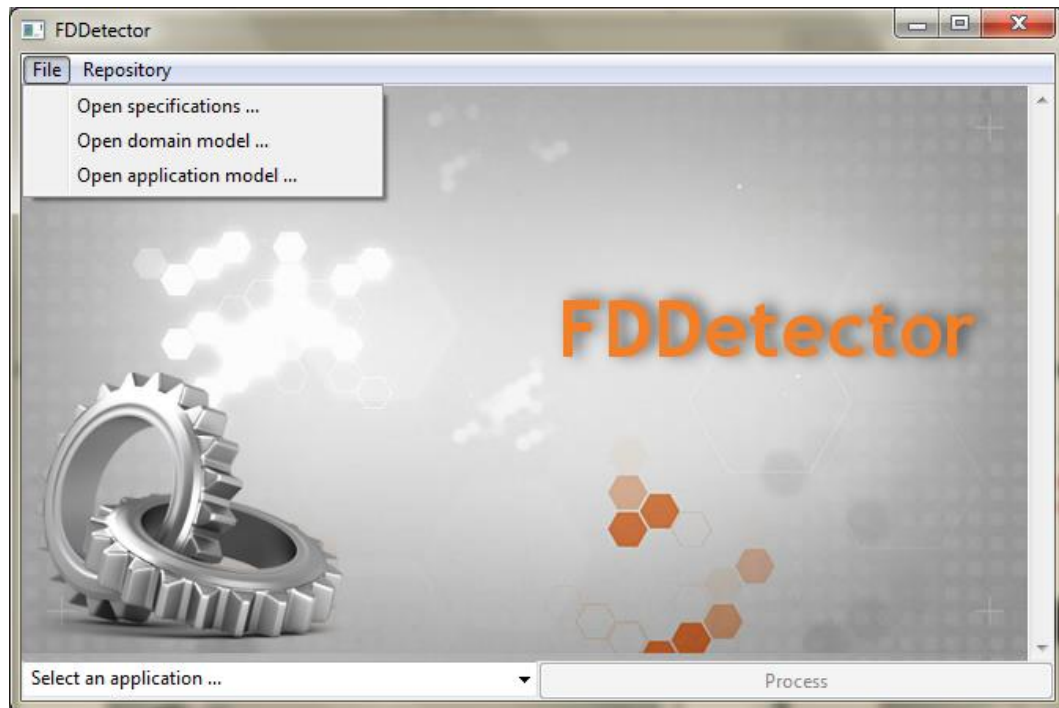 FDDetector
File Repository
Open specifications ...
Open domain model ...
Open application model ...
FDDetector
Select an application ...
Process